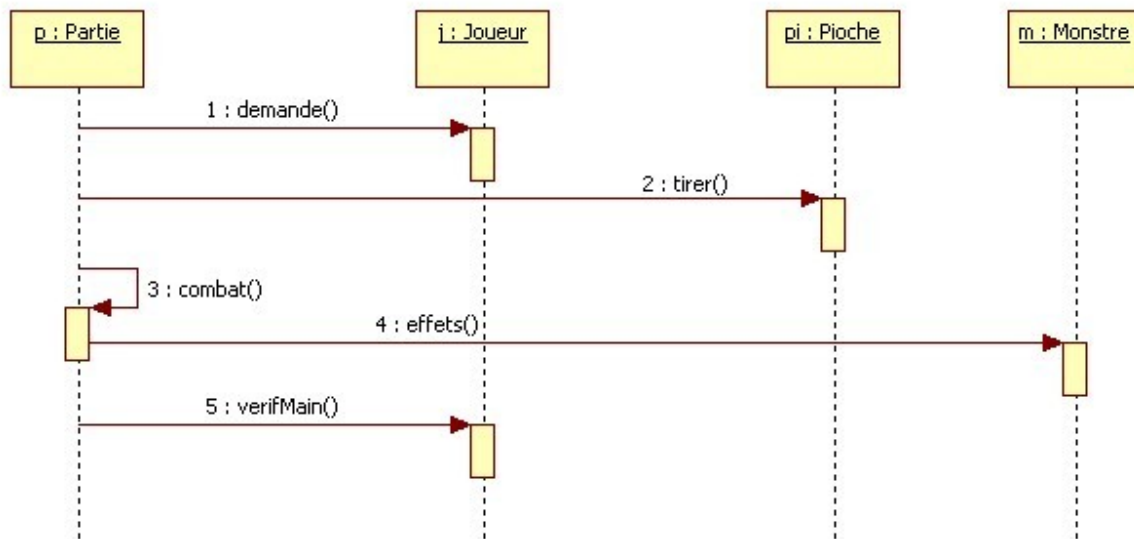 p : Partie
j : Joueur
pi : Pioche
m : Monstre
1 : demande()
2 : tirer()
3 : combat()
4 : effets()
5 : verifMain()